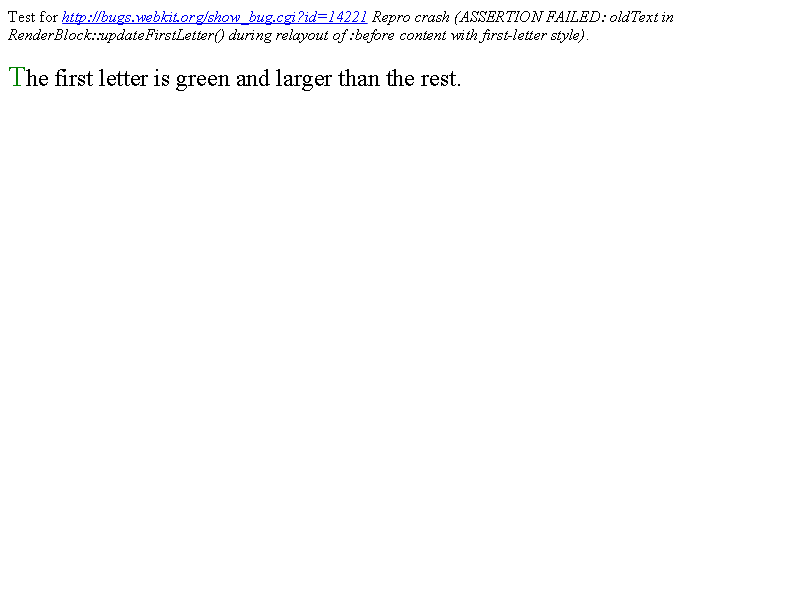 Test for http://bugs.webkit.org/show_bug.cgi?id=14221 Repro crash (ASSERTION FAILED: oldText in
RenderBlock::updateFirstLetter() during relayout of :before content with first-letter style).
The first letter is green and larger than the rest.